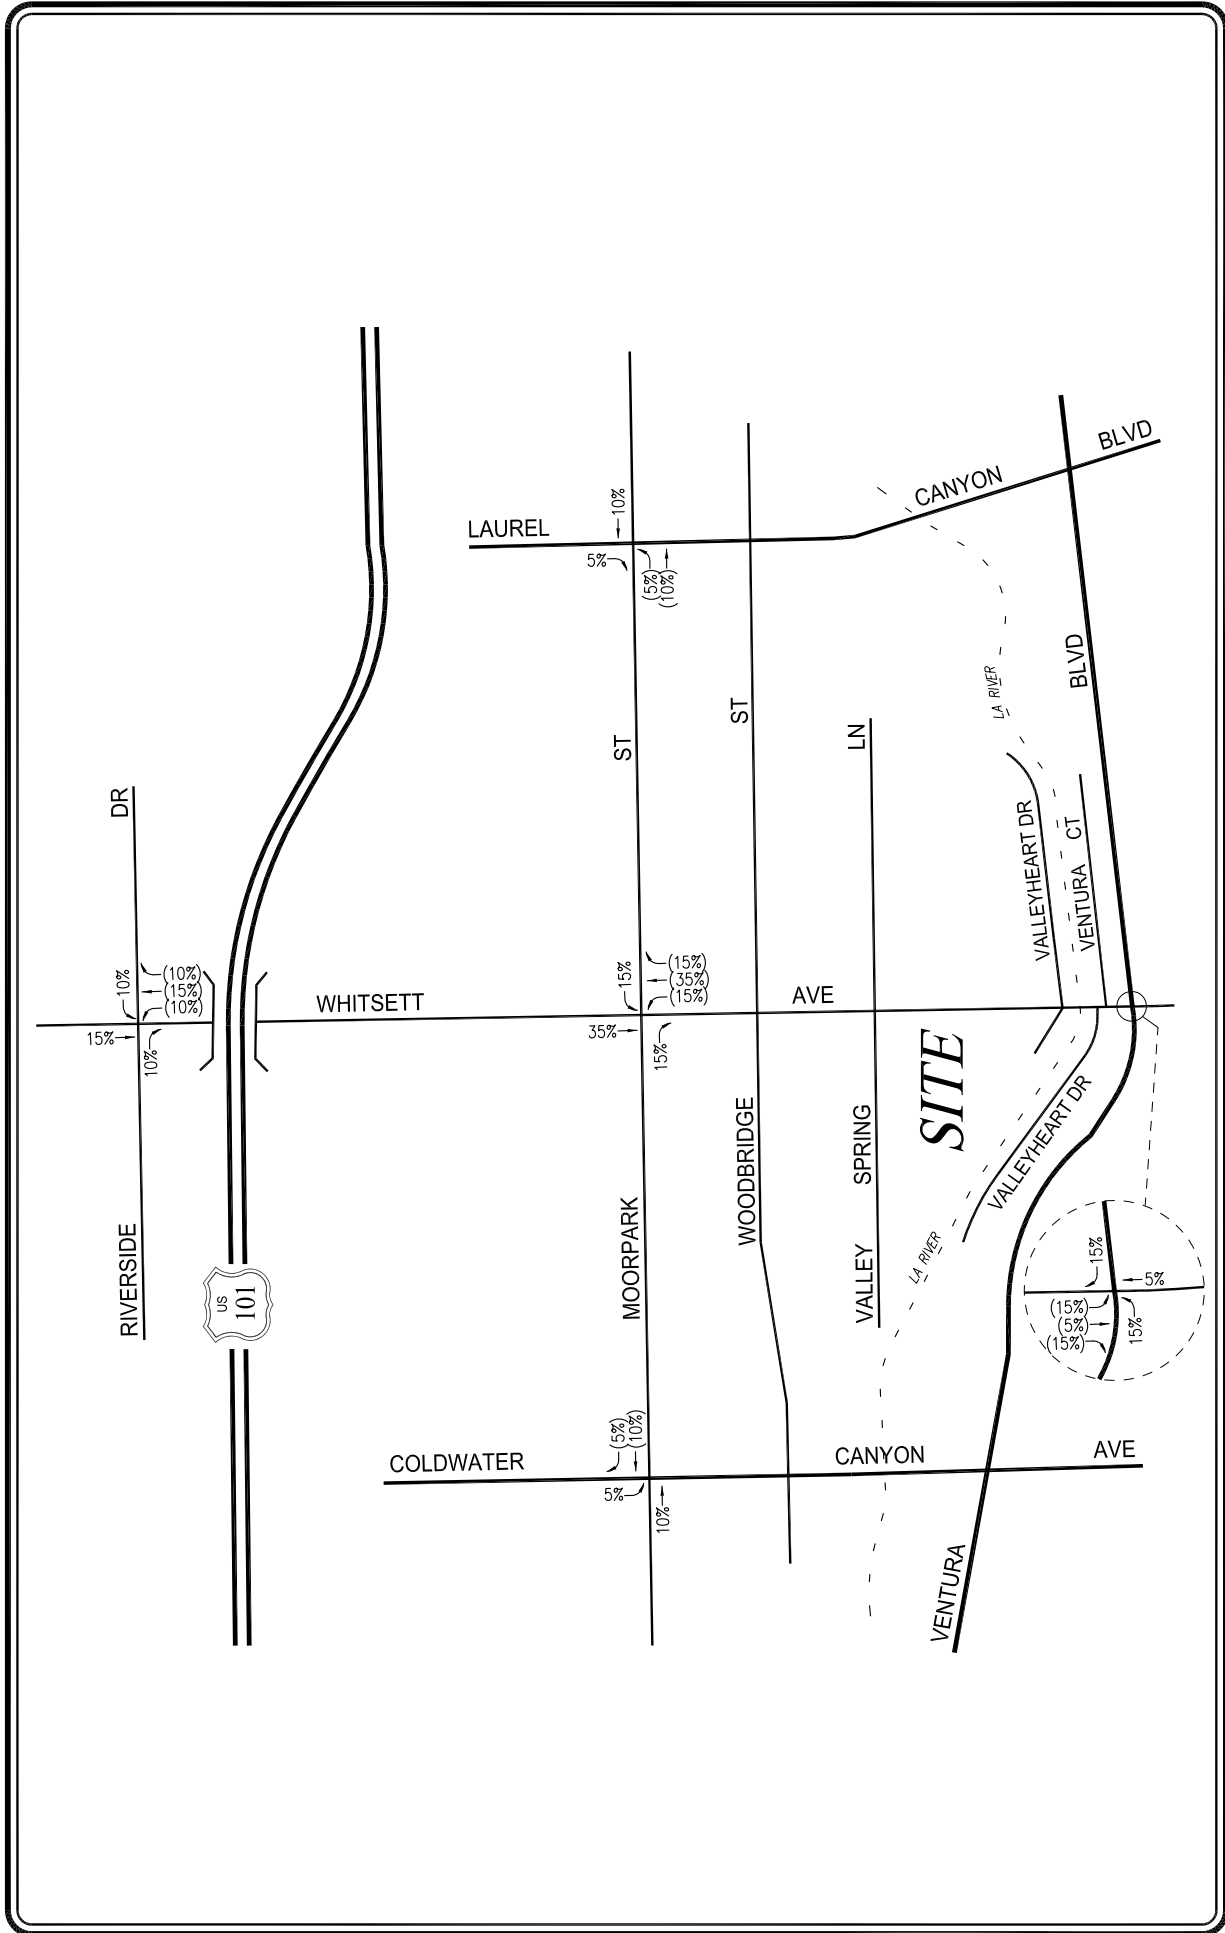 DR
RIVERSIDE
10%
(10%)
(15%)
(10%)
15%
10%
US
101
WHITSETT
AVE
LAUREL
CANYON
BLVD
10%
5%
(5%)
(10%)
ST
MOORPARK
15%
(15%)
(35%)
(15%)
35%
15%
COLDWATER
CANYON
AVE
(5%)
(10%)
5%
10%
ST
WOODBRIDGE
LN
SPRING
VALLEY
SITE
LA RIVER
LA RIVER
VALLEYHEART DR
VENTURA CT
VALLEYHEART DR
BLVD
VENTURA
15%
5%
(15%)
(5%)
(15%)
15%